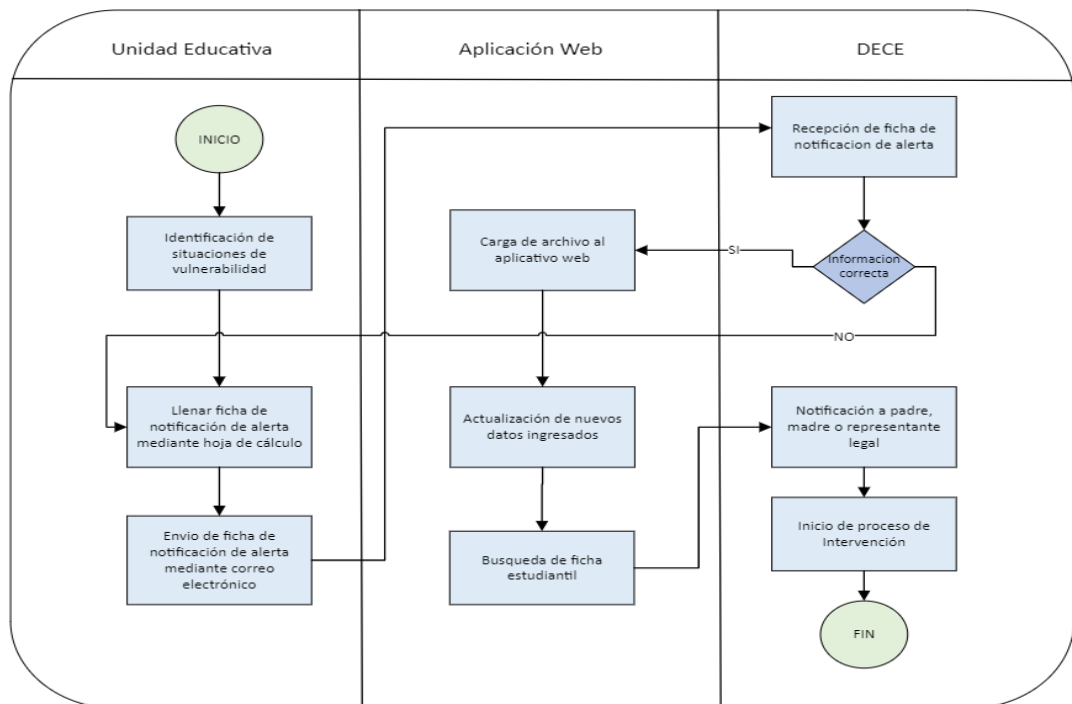 Unidad Educativa
Aplicación Web
DECE
INICIO
Identificación de
situaciones de
vulnerabilidad
Llenar ficha de
notificación de alerta
mediante hoja de cálculo
Envio de ficha de
notificación de alerta
mediante correo
electrónico
Recepción de ficha de
notificacion de alerta
Informacion
correcta
SI
NO
Carga de archivo al
aplicativo web
Actualización de nuevos
datos ingresados
Busqueda de ficha
estudiantil
Notificación a padre,
madre o representante
legal
Inicio de proceso de
Intervención
FIN